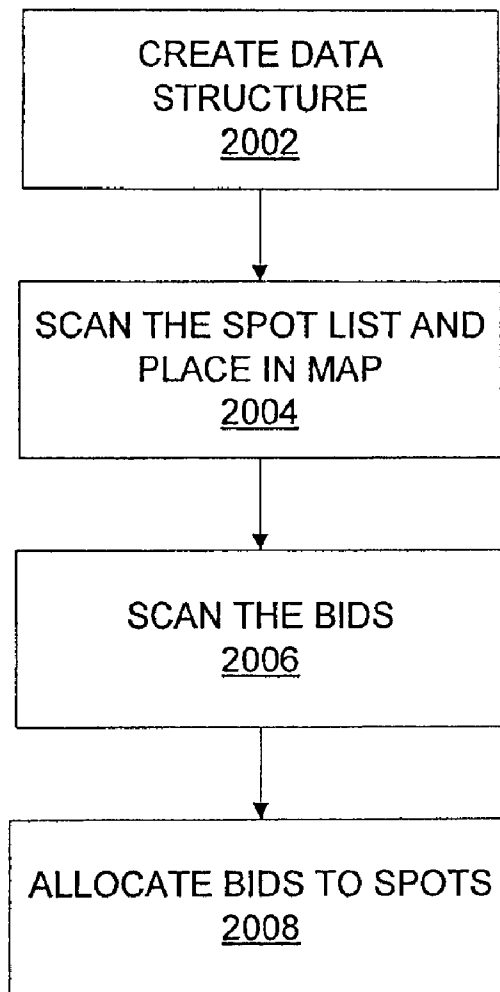 CREATE DATA
STRUCTURE
2002
SCAN THE SPOT LIST AND
PLACE IN MAP
2004
SCAN THE BIDS
2006
ALLOCATE BIDS TO SPOTS
2008